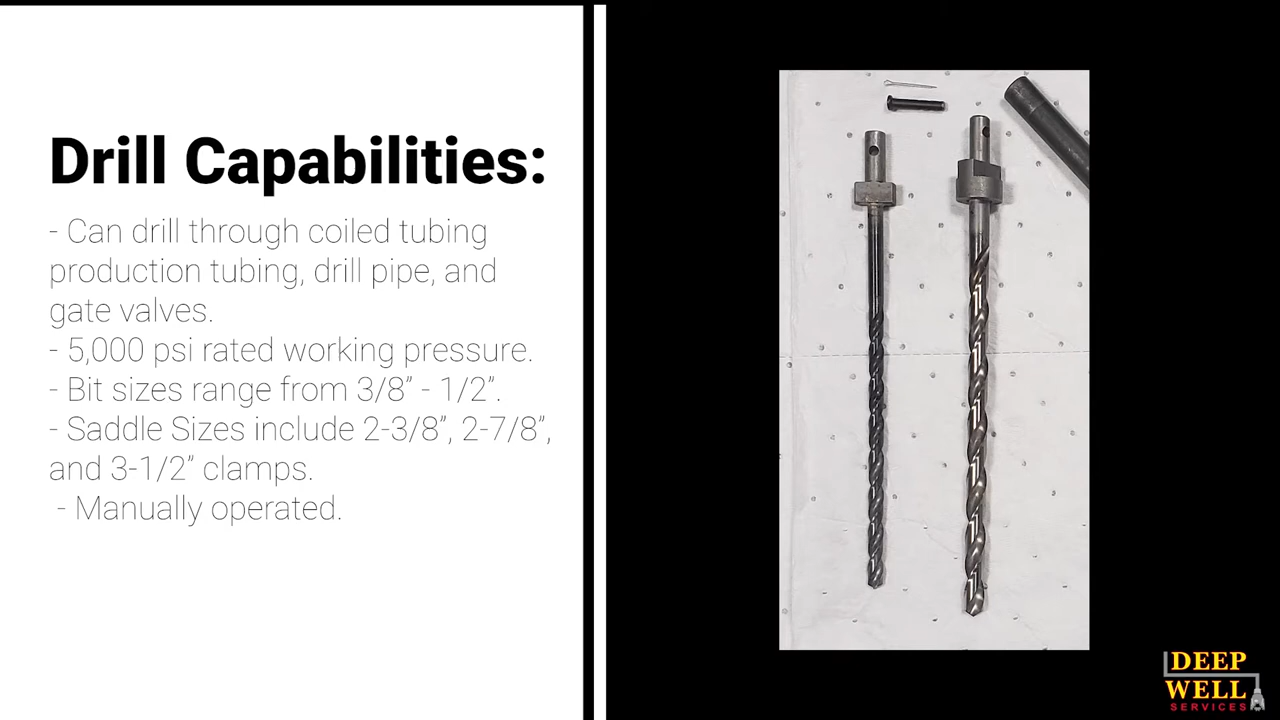 Drill Capabilities:
- Can drill through coiled tubing
production tubing, drill pipe, and
gate valves.
- 5,000 psi rated working pressure.
- Bit sizes range from 3/8” - 1/2”.
- Saddle Sizes include 2-3/8”, 2-7/8”,
and 3-1/2” clamps.
- Manually operated.
DEEP
WELL
SERVICES